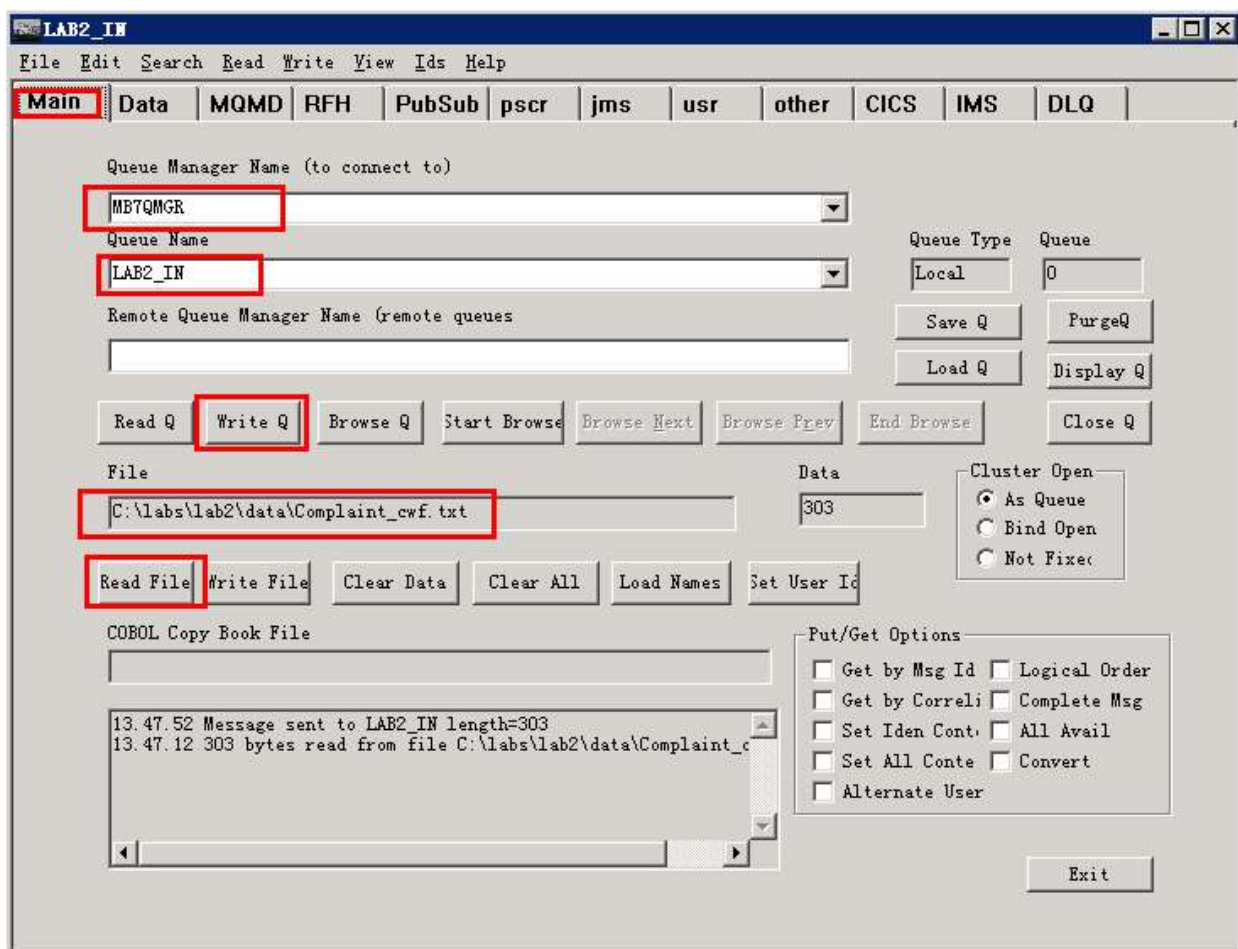 LAB2_IN
File Edit Search Read Write View Ids Help
Main Data MQMD RFH PubSub pscr jms usr other CICS IMS DLQ
Queue Manager Name (to connect to)
MB7QMGR
Queue Name Queue Type Queue
LAB2_IN Local 0
Remote Queue Manager Name (remote queues
Save Q PurgeQ
Load Q Display Q
Read Q Write Q Browse Q Start Browse Browse Next Browse Prev End Browse Close Q
File Data Cluster Open
C:\labs\lab2\data\Complaint_cwf.txt 303 As Queue
Bind Open
Not Fixed
Read File Write File Clear Data Clear All Load Names Set User Id
COBOL Copy Book File Put/Get Options
Get by Msg Id Logical Order
Get by Correli Complete Msg
13.47.52 Message sent to LAB2_IN length=303
13.47.12 303 bytes read from file C:\labs\lab2\data\Complaint_c
Set Iden Cont All Avail
Set All Conte Convert
Alternate User
Exit